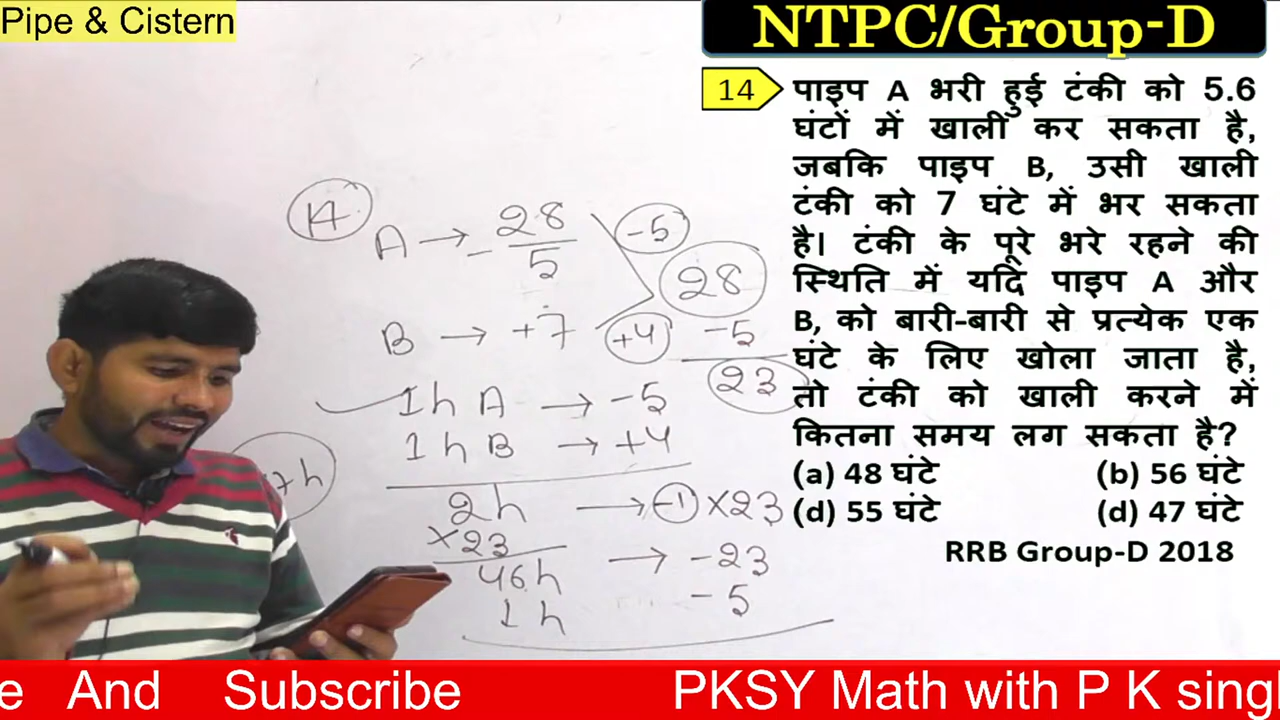 Pipe & Cistern
NTPC/Group-D
14
पाइप A भरी हुई टंकी को 5.6
घंटों में खाली कर सकता है,
जबकि पाइप B, उसी खाली
टंकी को 7 घंटे में भर सकता
है। टंकी के पूरे भरे रहने की
स्थिति में यदि पाइप A और
B, को बारी-बारी से प्रत्येक एक
घंटे के लिए खोला जाता है,
तो टंकी को खाली करने में
कितना समय लग सकता है?
(a) 48 घंटे (b) 56 घंटे
(d) 55 घंटे (d) 47 घंटे
RRB Group-D 2018
14
A → - 28/5 -5
28
B → +7 +4 -5
23
1h A → -5
1h B → +4
2h → -1 ×23
×23
46h → -23
1h -5
7h
e And Subscribe PKSY Math with P K singl